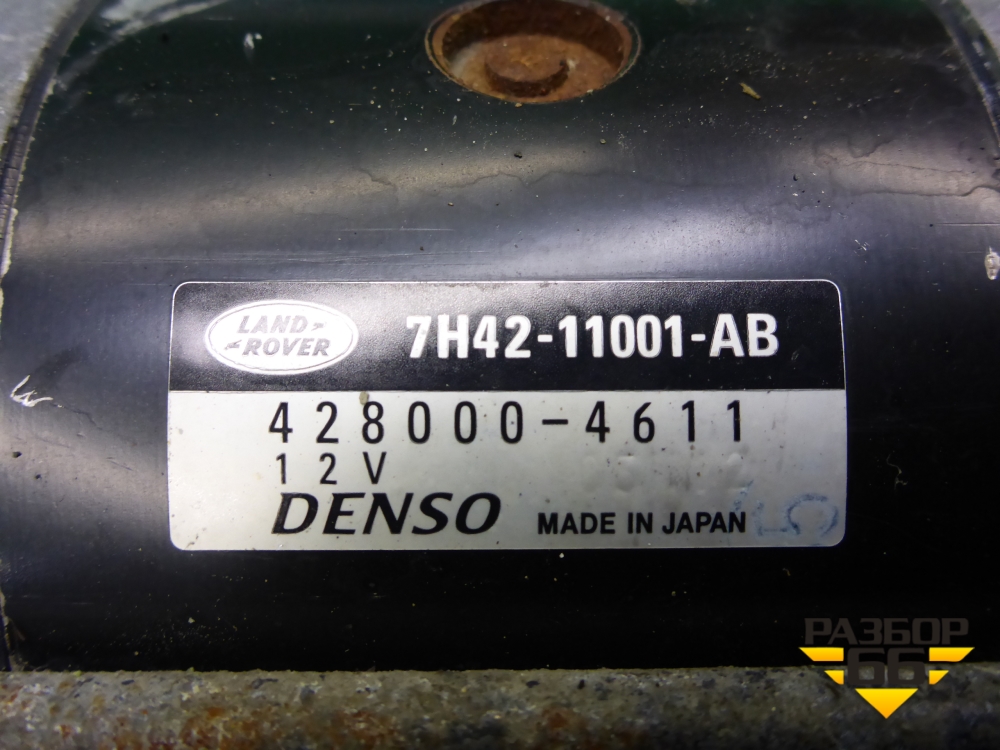 LAND
ROVER
7H42-11001-AB
428000-4611
12V
DENSO MADE IN JAPAN
РАЗБОР
66